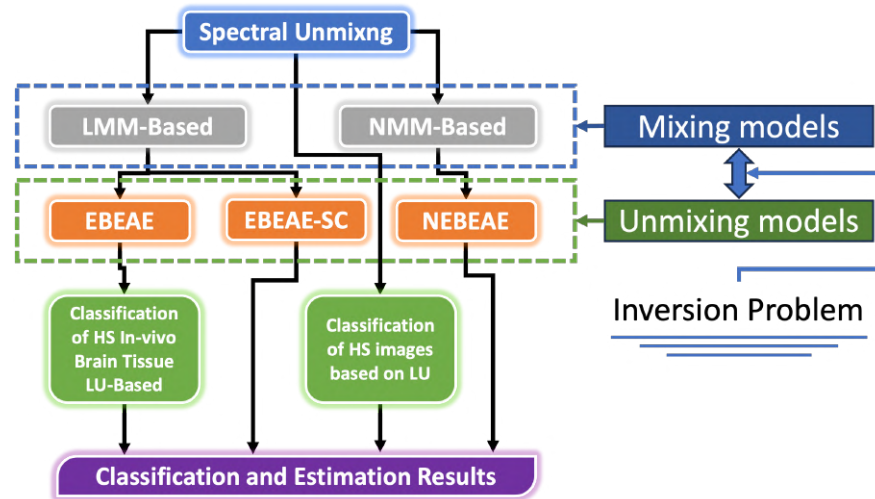 Spectral Unmixng
LMM-Based
NMM-Based
Mixing models
EBEAE
EBEAE-SC
NEBEAE
Unmixing models
Classification
of HS In-vivo
Brain Tissue
LU-Based
Classification
of HS images
based on LU
Inversion Problem
Classification and Estimation Results